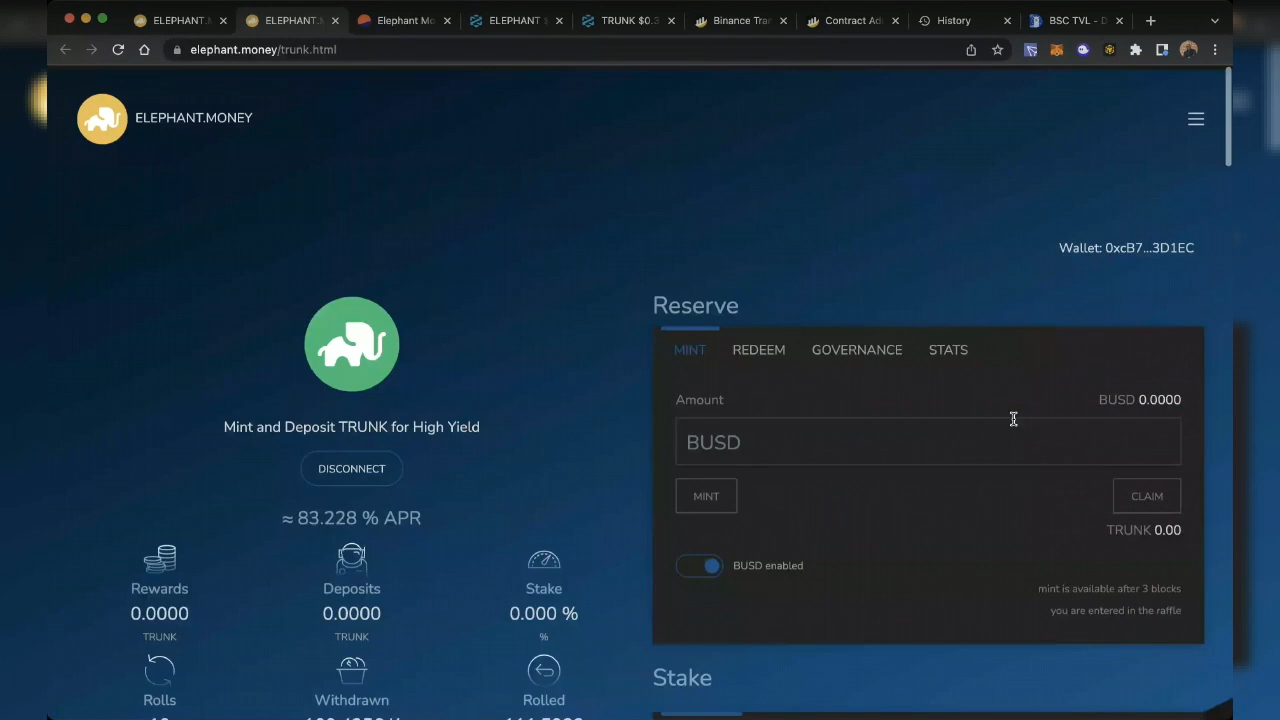 ELEPHANT.M
ELEPHANT.M
Elephant Mo
ELEPHANT
TRUNK $0.3
Binance Tra
Contract Ad
History
BSC TVL - D
elephant.money/trunk.html
ELEPHANT.MONEY
Wallet: 0xcB7...3D1EC
Mint and Deposit TRUNK for High Yield
DISCONNECT
≈ 83.228 % APR
Rewards
0.0000
TRUNK
Deposits
0.0000
TRUNK
Stake
0.000 %
%
Rolls
Withdrawn
Rolled
Reserve
MINT REDEEM GOVERNANCE STATS
Amount BUSD 0.0000
BUSD
MINT CLAIM
TRUNK 0.00
BUSD enabled
mint is available after 3 blocks
you are entered in the raffle
Stake